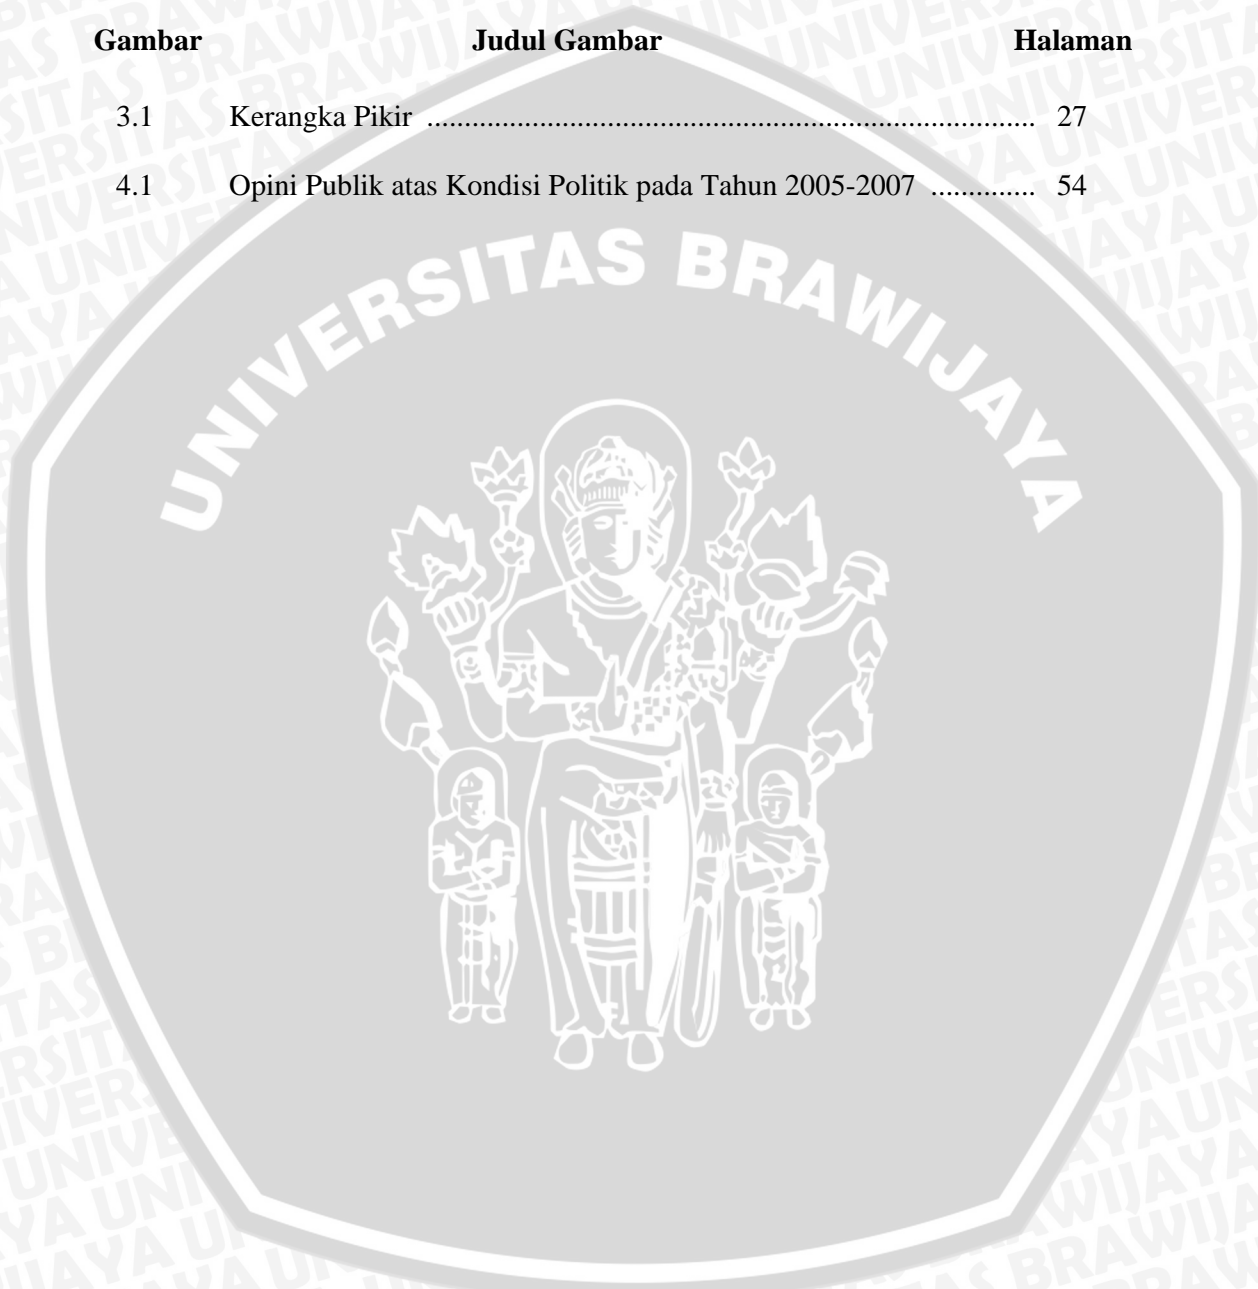 Gambar Judul Gambar Halaman
3.1 Kerangka Pikir ................................................................................. 27
4.1 Opini Publik atas Kondisi Politik pada Tahun 2005-2007 ............. 54
UNIVERSITAS BRAWIJAYA